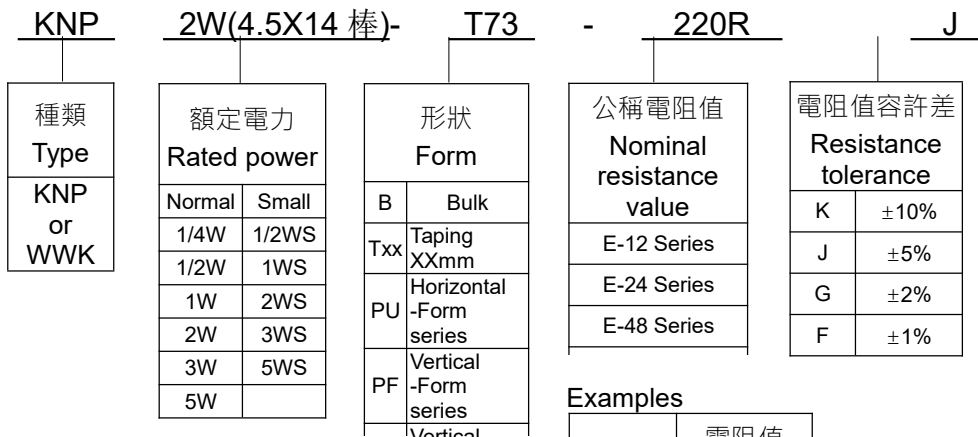 KNP 2W(4.5X14 棒)- T73 - 220R J
種類
Type
KNP
or
WWK
額定電力
Rated power
Normal Small
1/4W 1/2WS
1/2W 1WS
1W 2WS
2W 3WS
3W 5WS
5W
形狀
Form
B Bulk
Txx Taping
XXmm
PU Horizontal
-Form
series
PF Vertical
-Form
series
Vertical
公稱電阻值
Nominal
resistance
value
E-12 Series
E-24 Series
E-48 Series
電阻值容許差
Resistance
tolerance
K ±10%
J ±5%
G ±2%
F ±1%
Examples
電阻值